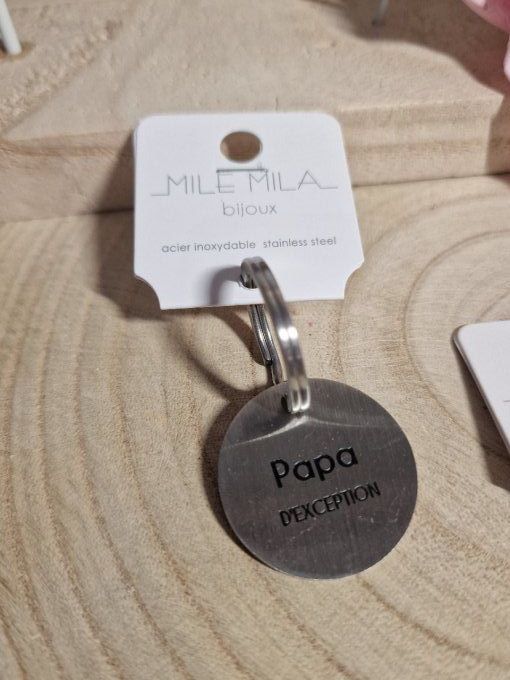 MILE MILA
bijoux
acier inoxydable stainless steel
Papa
D'EXCEPTION